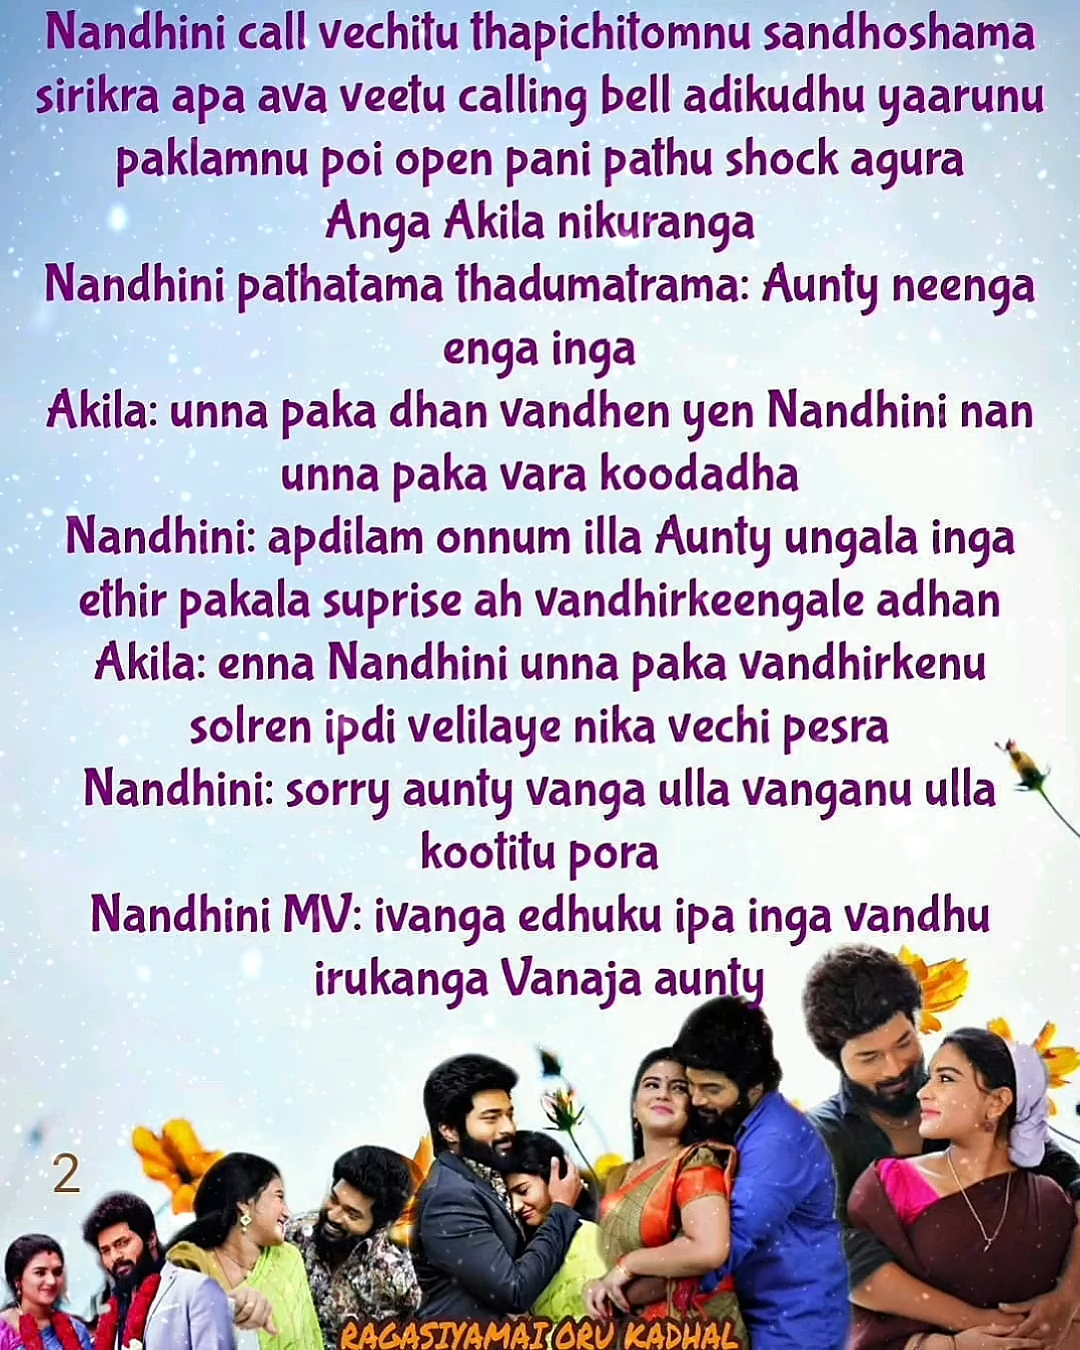 Nandhini call vechitu thapichitomnu sandhoshama
sirikra apa ava veetu calling bell adikudhu yaarunu
paklamnu poi open pani pathu shock agura
Anga Akila nikuranga
Nandhini pathatama thadumatrama: Aunty neenga
enga inga
Akila: unna paka dhan vandhen yen Nandhini nan
unna paka vara koodadha
Nandhini: apdilam onnum illa Aunty ungala inga
ethir pakala suprise ah vandhirkeengale adhan
Akila: enna Nandhini unna paka vandhirkenu
solren ipdi velilaye nika vechi pesra
Nandhini: sorry aunty vanga ulla vanganu ulla
kootitu pora
Nandhini MV: ivanga edhuku ipa inga vandhu
irukanga Vanaja aunty
2
RAGASIYAMAI ORU KADHAL